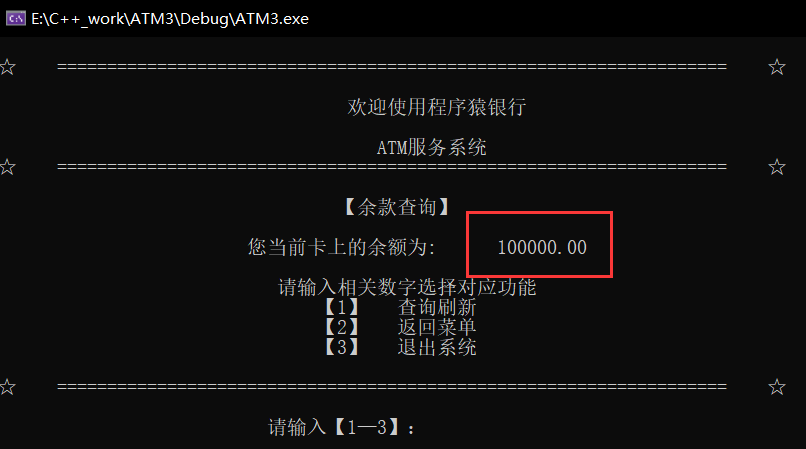 E:\C++_work\ATM3\Debug\ATM3.exe
☆ =================================================================== ☆
欢迎使用程序猿银行
ATM服务系统
☆ =================================================================== ☆
【余款查询】
您当前卡上的余额为: 100000.00
请输入相关数字选择对应功能
【1】 查询刷新
【2】 返回菜单
【3】 退出系统
☆ =================================================================== ☆
请输入【1—3】：